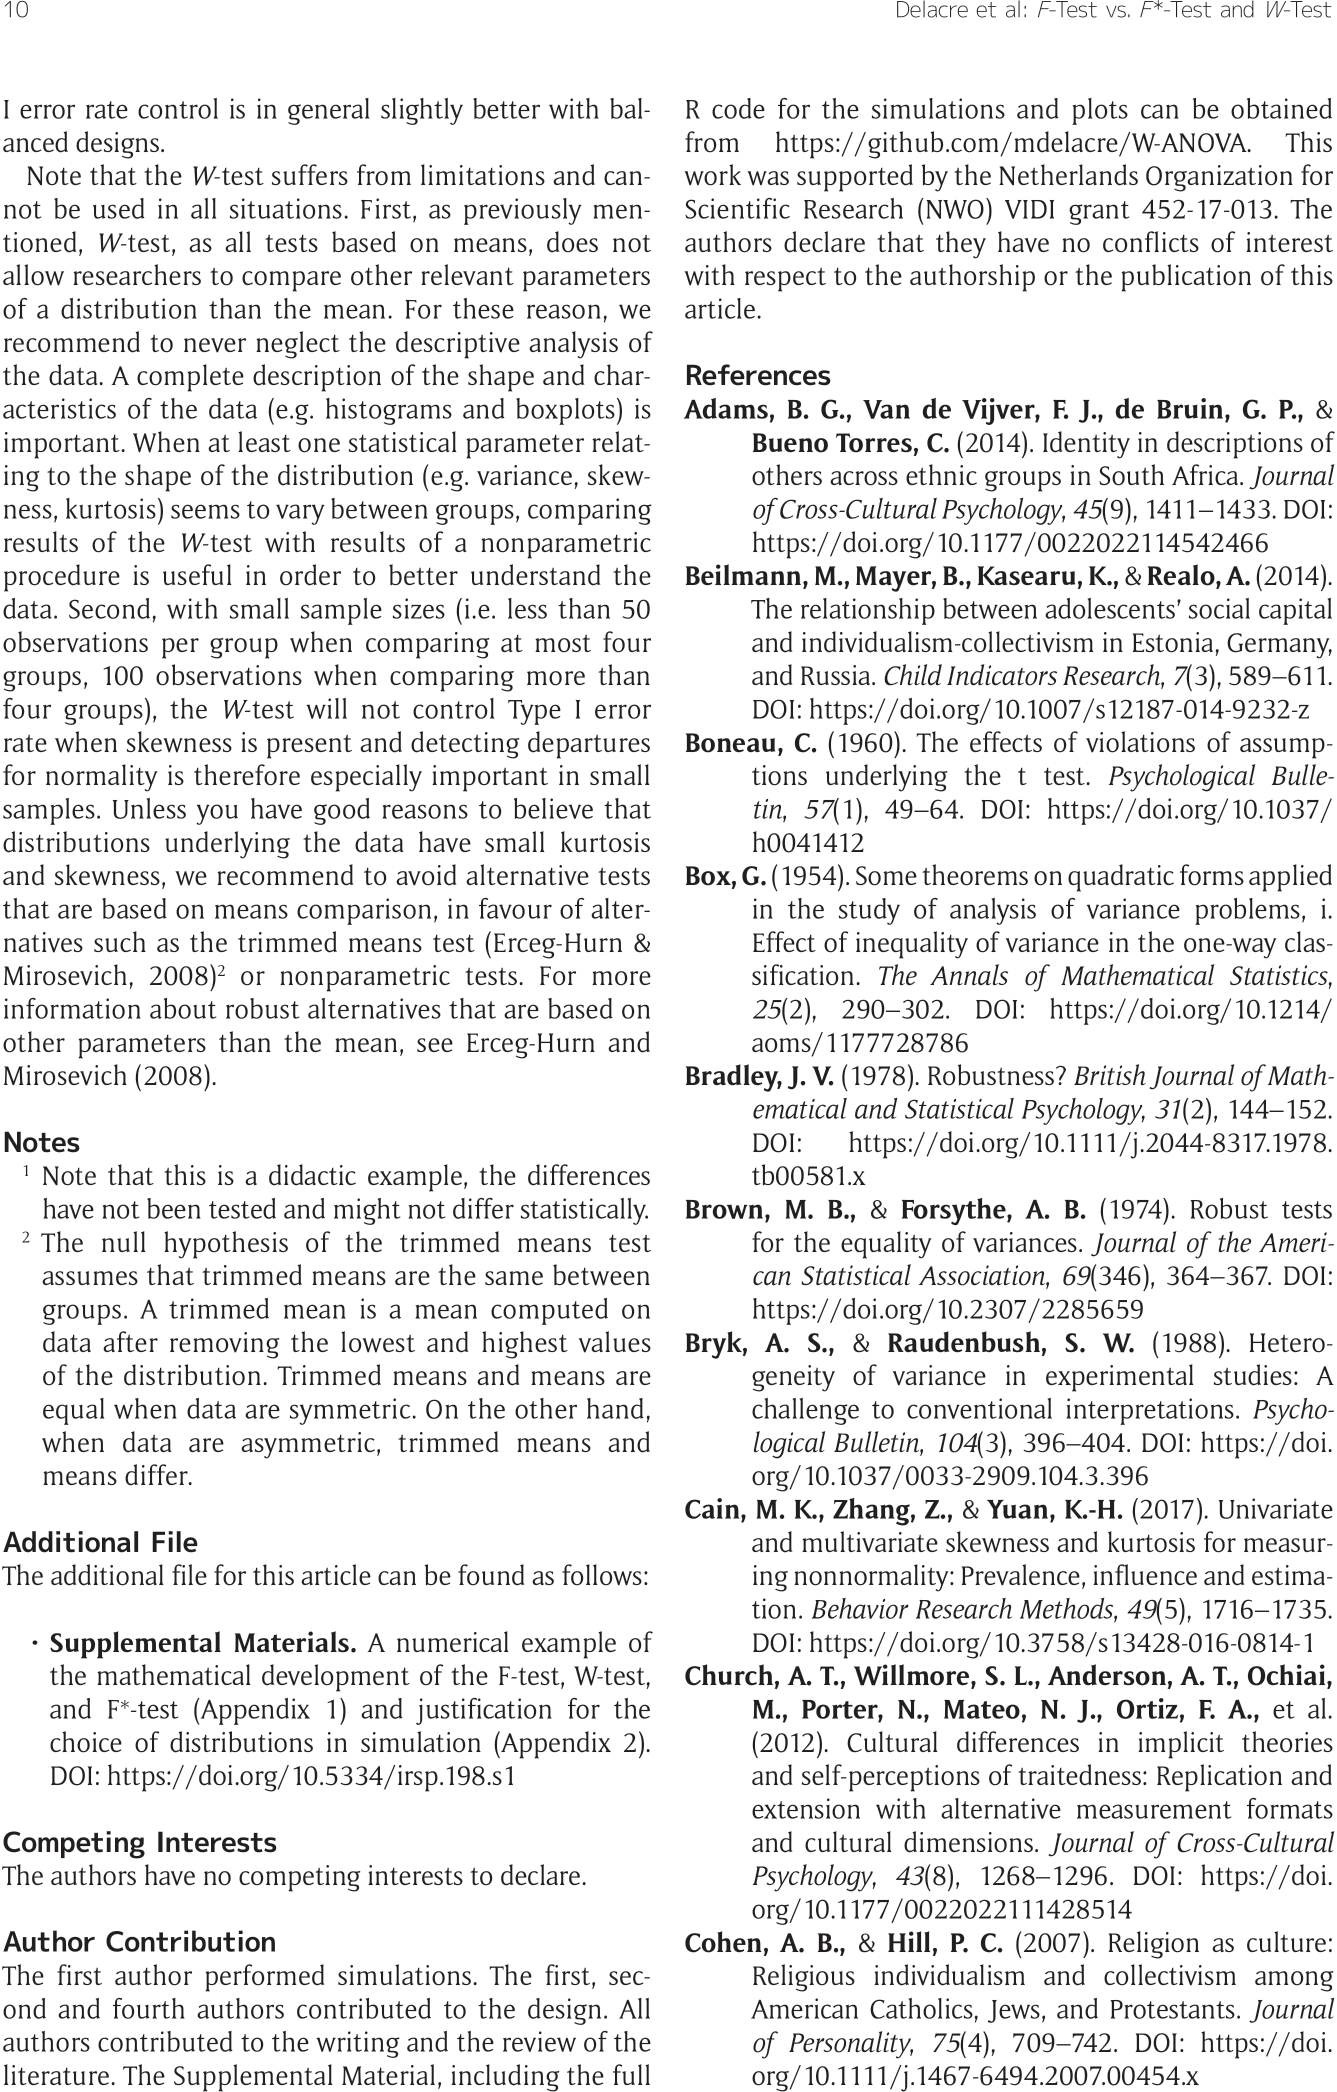 10
Delacre et al: F-Test vs. F*-Test and W-Test
I error rate control is in general slightly better with bal-
anced designs.
Note that the W-test suffers from limitations and can-
not be used in all situations. First, as previously men-
tioned, W-test, as all tests based on means, does not
allow researchers to compare other relevant parameters
of a distribution than the mean. For these reason, we
recommend to never neglect the descriptive analysis of
the data. A complete description of the shape and char-
acteristics of the data (e.g. histograms and boxplots) is
important. When at least one statistical parameter relat-
ing to the shape of the distribution (e.g. variance, skew-
ness, kurtosis) seems to vary between groups, comparing
results of the W-test with results of a nonparametric
procedure is useful in order to better understand the
data. Second, with small sample sizes (i.e. less than 50
observations per group when comparing at most four
groups, 100 observations when comparing more than
four groups), the W-test will not control Type I error
rate when skewness is present and detecting departures
for normality is therefore especially important in small
samples. Unless you have good reasons to believe that
distributions underlying the data have small kurtosis
and skewness, we recommend to avoid alternative tests
that are based on means comparison, in favour of alter-
natives such as the trimmed means test (Erceg-Hurn &
Mirosevich, 2008)² or nonparametric tests. For more
information about robust alternatives that are based on
other parameters than the mean, see Erceg-Hurn and
Mirosevich (2008).
Notes
¹ Note that this is a didactic example, the differences
have not been tested and might not differ statistically.
² The null hypothesis of the trimmed means test
assumes that trimmed means are the same between
groups. A trimmed mean is a mean computed on
data after removing the lowest and highest values
of the distribution. Trimmed means and means are
equal when data are symmetric. On the other hand,
when data are asymmetric, trimmed means and
means differ.
Additional File
The additional file for this article can be found as follows:
• Supplemental Materials. A numerical example of
the mathematical development of the F-test, W-test,
and F*-test (Appendix 1) and justification for the
choice of distributions in simulation (Appendix 2).
DOI: https://doi.org/10.5334/irsp.198.s1
Competing Interests
The authors have no competing interests to declare.
Author Contribution
The first author performed simulations. The first, sec-
ond and fourth authors contributed to the design. All
authors contributed to the writing and the review of the
literature. The Supplemental Material, including the full
R code for the simulations and plots can be obtained
from https://github.com/mdelacre/W-ANOVA. This
work was supported by the Netherlands Organization for
Scientific Research (NWO) VIDI grant 452-17-013. The
authors declare that they have no conflicts of interest
with respect to the authorship or the publication of this
article.
References
Adams, B. G., Van de Vijver, F. J., de Bruin, G. P., &
Bueno Torres, C. (2014). Identity in descriptions of
others across ethnic groups in South Africa. Journal
of Cross-Cultural Psychology, 45(9), 1411–1433. DOI:
https://doi.org/10.1177/0022022114542466
Beilmann, M., Mayer, B., Kasearu, K., & Realo, A. (2014).
The relationship between adolescents’ social capital
and individualism-collectivism in Estonia, Germany,
and Russia. Child Indicators Research, 7(3), 589–611.
DOI: https://doi.org/10.1007/s12187-014-9232-z
Boneau, C. (1960). The effects of violations of assump-
tions underlying the t test. Psychological Bulle-
tin, 57(1), 49–64. DOI: https://doi.org/10.1037/
h0041412
Box, G. (1954). Some theorems on quadratic forms applied
in the study of analysis of variance problems, i.
Effect of inequality of variance in the one-way clas-
sification. The Annals of Mathematical Statistics,
25(2), 290–302. DOI: https://doi.org/10.1214/
aoms/1177728786
Bradley, J. V. (1978). Robustness? British Journal of Math-
ematical and Statistical Psychology, 31(2), 144–152.
DOI: https://doi.org/10.1111/j.2044-8317.1978.
tb00581.x
Brown, M. B., & Forsythe, A. B. (1974). Robust tests
for the equality of variances. Journal of the Ameri-
can Statistical Association, 69(346), 364–367. DOI:
https://doi.org/10.2307/2285659
Bryk, A. S., & Raudenbush, S. W. (1988). Hetero-
geneity of variance in experimental studies: A
challenge to conventional interpretations. Psycho-
logical Bulletin, 104(3), 396–404. DOI: https://doi.
org/10.1037/0033-2909.104.3.396
Cain, M. K., Zhang, Z., & Yuan, K.-H. (2017). Univariate
and multivariate skewness and kurtosis for measur-
ing nonnormality: Prevalence, influence and estima-
tion. Behavior Research Methods, 49(5), 1716–1735.
DOI: https://doi.org/10.3758/s13428-016-0814-1
Church, A. T., Willmore, S. L., Anderson, A. T., Ochiai,
M., Porter, N., Mateo, N. J., Ortiz, F. A., et al.
(2012). Cultural differences in implicit theories
and self-perceptions of traitedness: Replication and
extension with alternative measurement formats
and cultural dimensions. Journal of Cross-Cultural
Psychology, 43(8), 1268–1296. DOI: https://doi.
org/10.1177/0022022111428514
Cohen, A. B., & Hill, P. C. (2007). Religion as culture:
Religious individualism and collectivism among
American Catholics, Jews, and Protestants. Journal
of Personality, 75(4), 709–742. DOI: https://doi.
org/10.1111/j.1467-6494.2007.00454.x